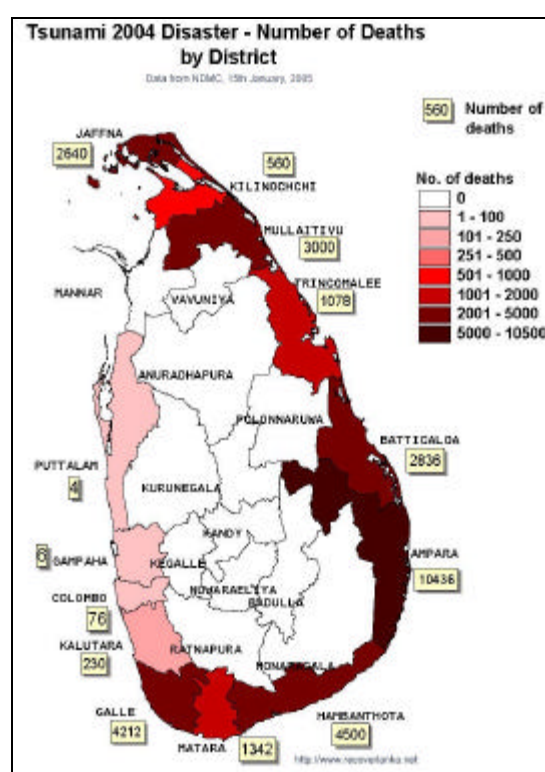 Tsunami 2004 Disaster - Number of Deaths
by District
Data from NDMC, 15th January, 2005
560 Number of
deaths
No. of deaths
0
1 - 100
101 - 250
251 - 500
501 - 1000
1001 - 2000
2001 - 5000
5000 - 10500
JAFFNA
2640
560
KILINOCHCHI
MULLAITIVU
3000
TRINCOMALEE
1078
MANNAR
VAVUNIYA
ANURADHAPURA
POLONNARUWA
BATTICALOA
2836
PUTTALAM
4
KURUNEGALA
KANDY
AMPARA
10436
GAMPAHA
KEGALLE
NUWARAELIYA
BADULLA
COLOMBO
76
KALUTARA
230
RATNAPURA
MONARAGALA
GALLE
4212
MATARA
1342
HAMBANTHOTA
4500
http://www.recoverlanka.net